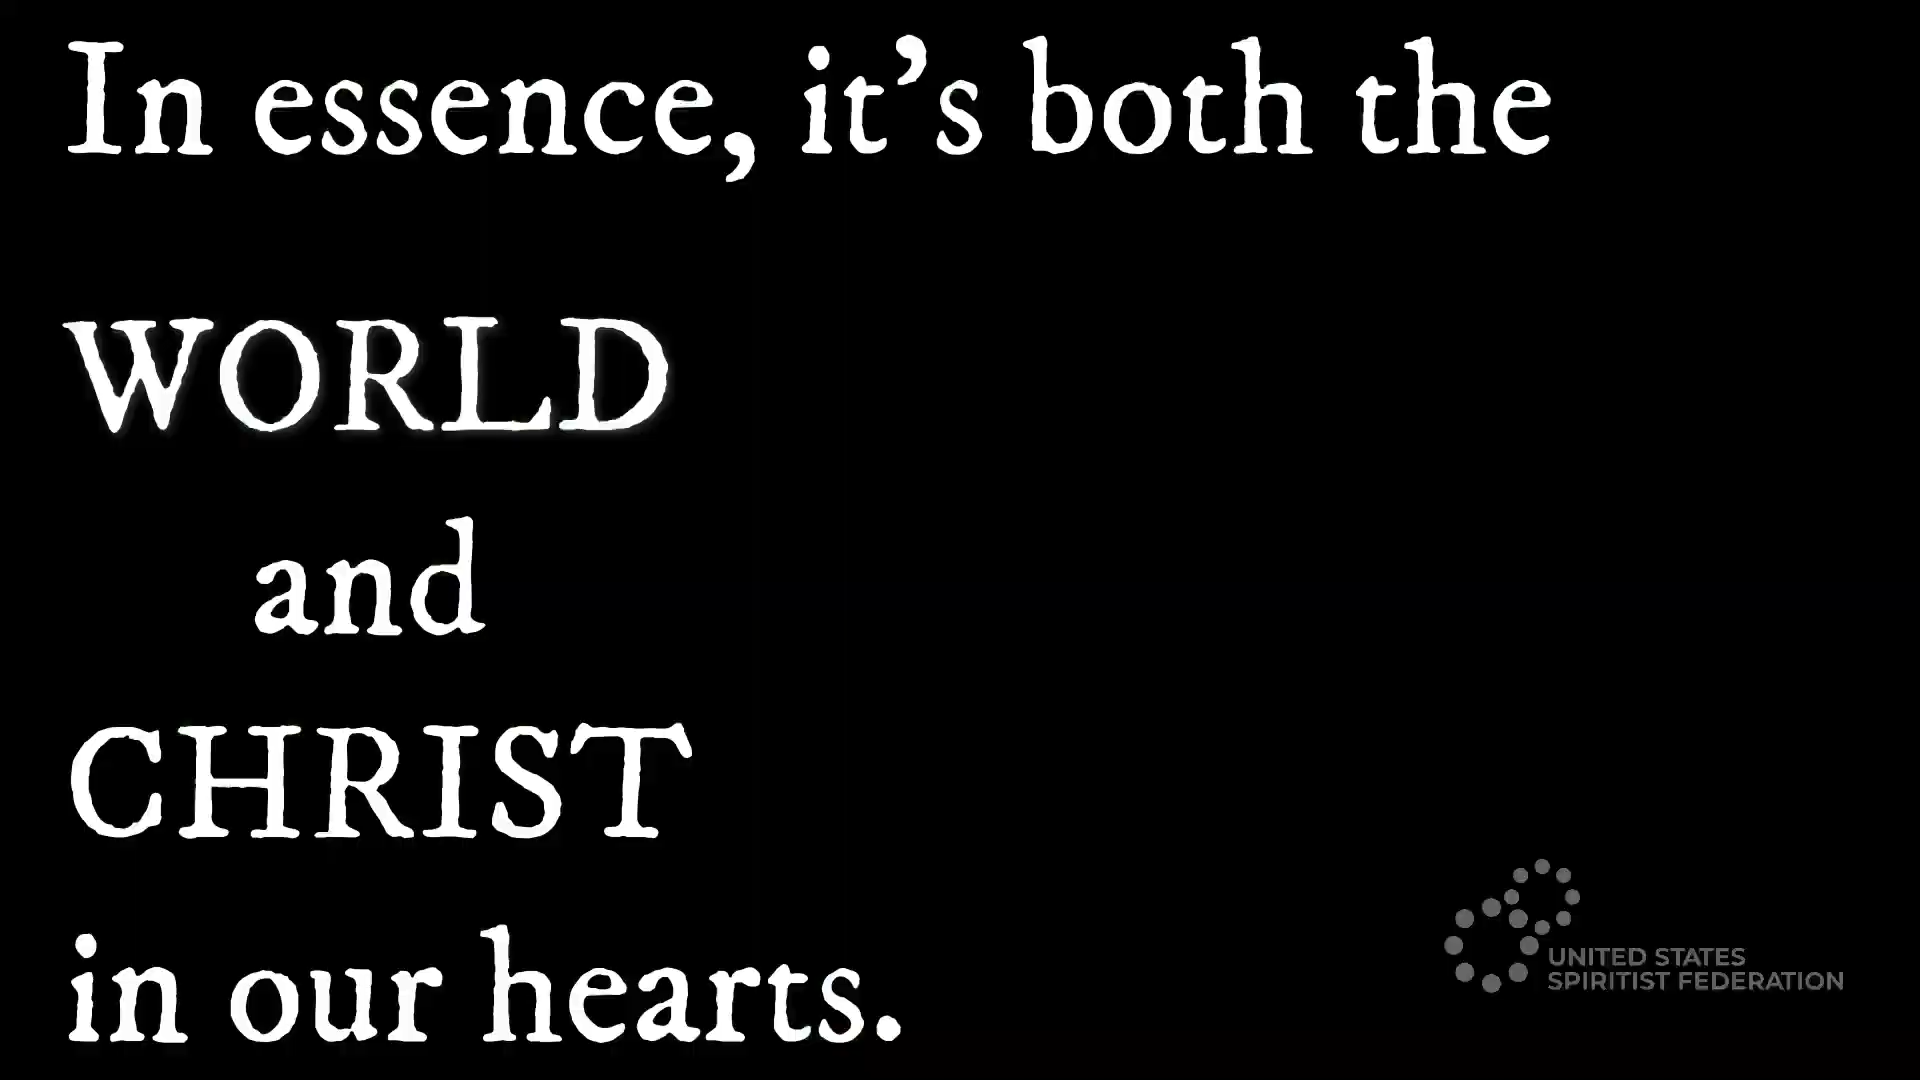 In essence, it’s both the
WORLD
and
CHRIST
in our hearts.
UNITED STATES
SPIRITIST FEDERATION